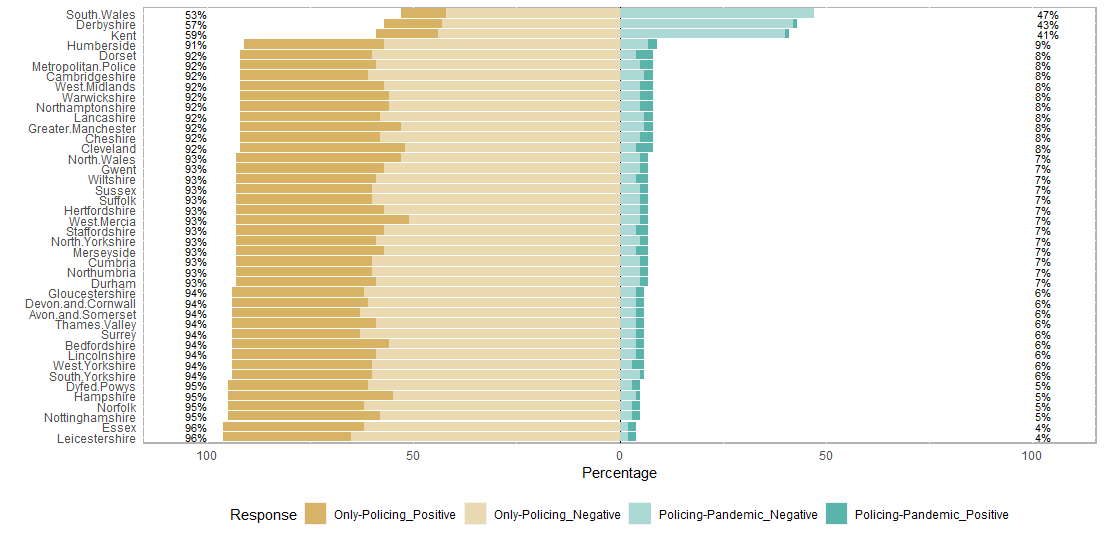 South.Wales 53% 47%
Derbyshire 57% 43%
Kent 59% 41%
Humberside 91% 9%
Dorset 92% 8%
Metropolitan.Police 92% 8%
Cambridgeshire 92% 8%
West.Midlands 92% 8%
Warwickshire 92% 8%
Northamptonshire 92% 8%
Lancashire 92% 8%
Greater.Manchester 92% 8%
Cheshire 92% 8%
Cleveland 92% 8%
North.Wales 93% 7%
Gwent 93% 7%
Wiltshire 93% 7%
Sussex 93% 7%
Suffolk 93% 7%
Hertfordshire 93% 7%
West.Mercia 93% 7%
Staffordshire 93% 7%
North.Yorkshire 93% 7%
Merseyside 93% 7%
Cumbria 93% 7%
Northumbria 93% 7%
Durham 93% 7%
Gloucestershire 94% 6%
Devon.and.Cornwall 94% 6%
Avon.and.Somerset 94% 6%
Thames.Valley 94% 6%
Surrey 94% 6%
Bedfordshire 94% 6%
Lincolnshire 94% 6%
West.Yorkshire 94% 6%
South.Yorkshire 94% 6%
Dyfed.Powys 95% 5%
Hampshire 95% 5%
Norfolk 95% 5%
Nottinghamshire 95% 5%
Essex 96% 4%
Leicestershire 96% 4%
100 50 0 50 100
Percentage
Response Only-Policing_Positive Only-Policing_Negative Policing-Pandemic_Negative Policing-Pandemic_Positive